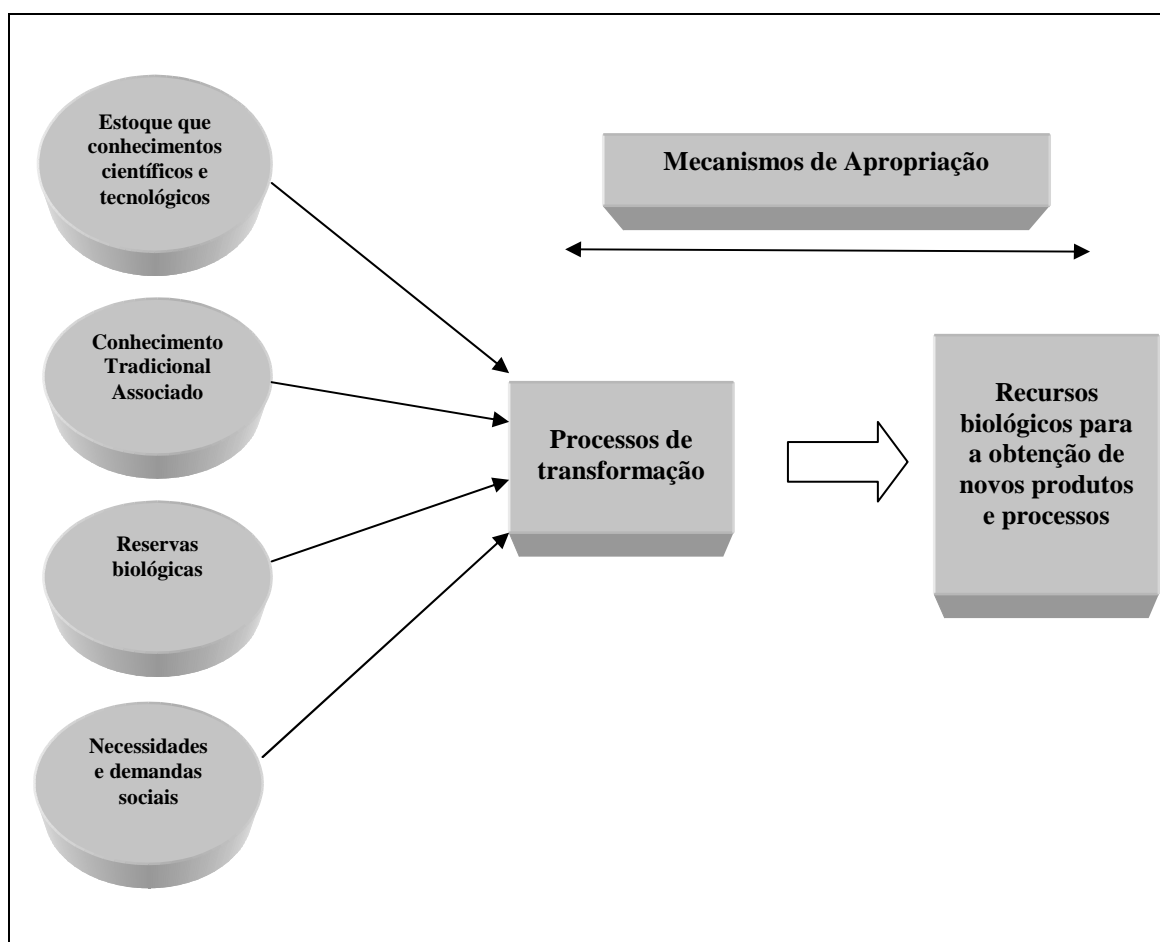 Estoque que
conhecimentos
científicos e
tecnológicos
Mecanismos de Apropriação
Conhecimento
Tradicional
Associado
Processos de
transformação
Recursos
biológicos para
a obtenção de
novos produtos
e processos
Reservas
biológicas
Necessidades
e demandas
sociais